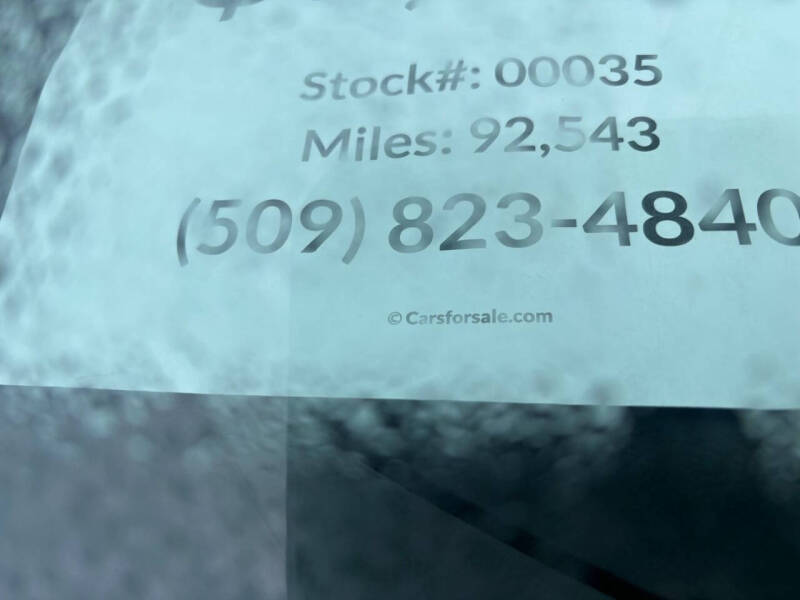 Stock#: 00035
Miles: 92,543
(509) 823-4840
© Carsforsale.com